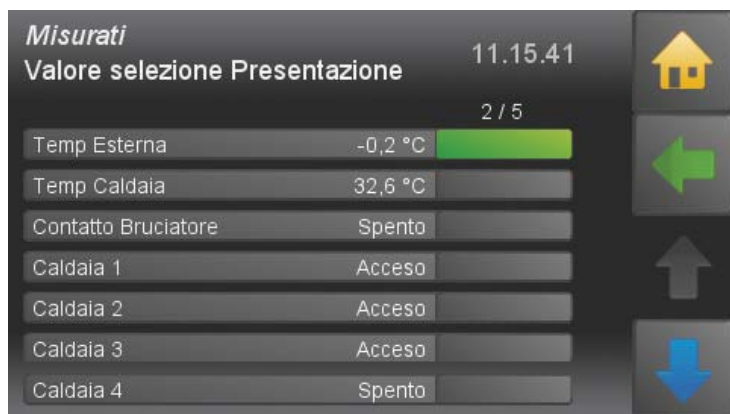 Misurati
Valore selezione Presentazione 11.15.41
2 / 5
Temp Esterna -0,2 °C
Temp Caldaia 32,6 °C
Contatto Bruciatore Spento
Caldaia 1 Acceso
Caldaia 2 Acceso
Caldaia 3 Acceso
Caldaia 4 Spento